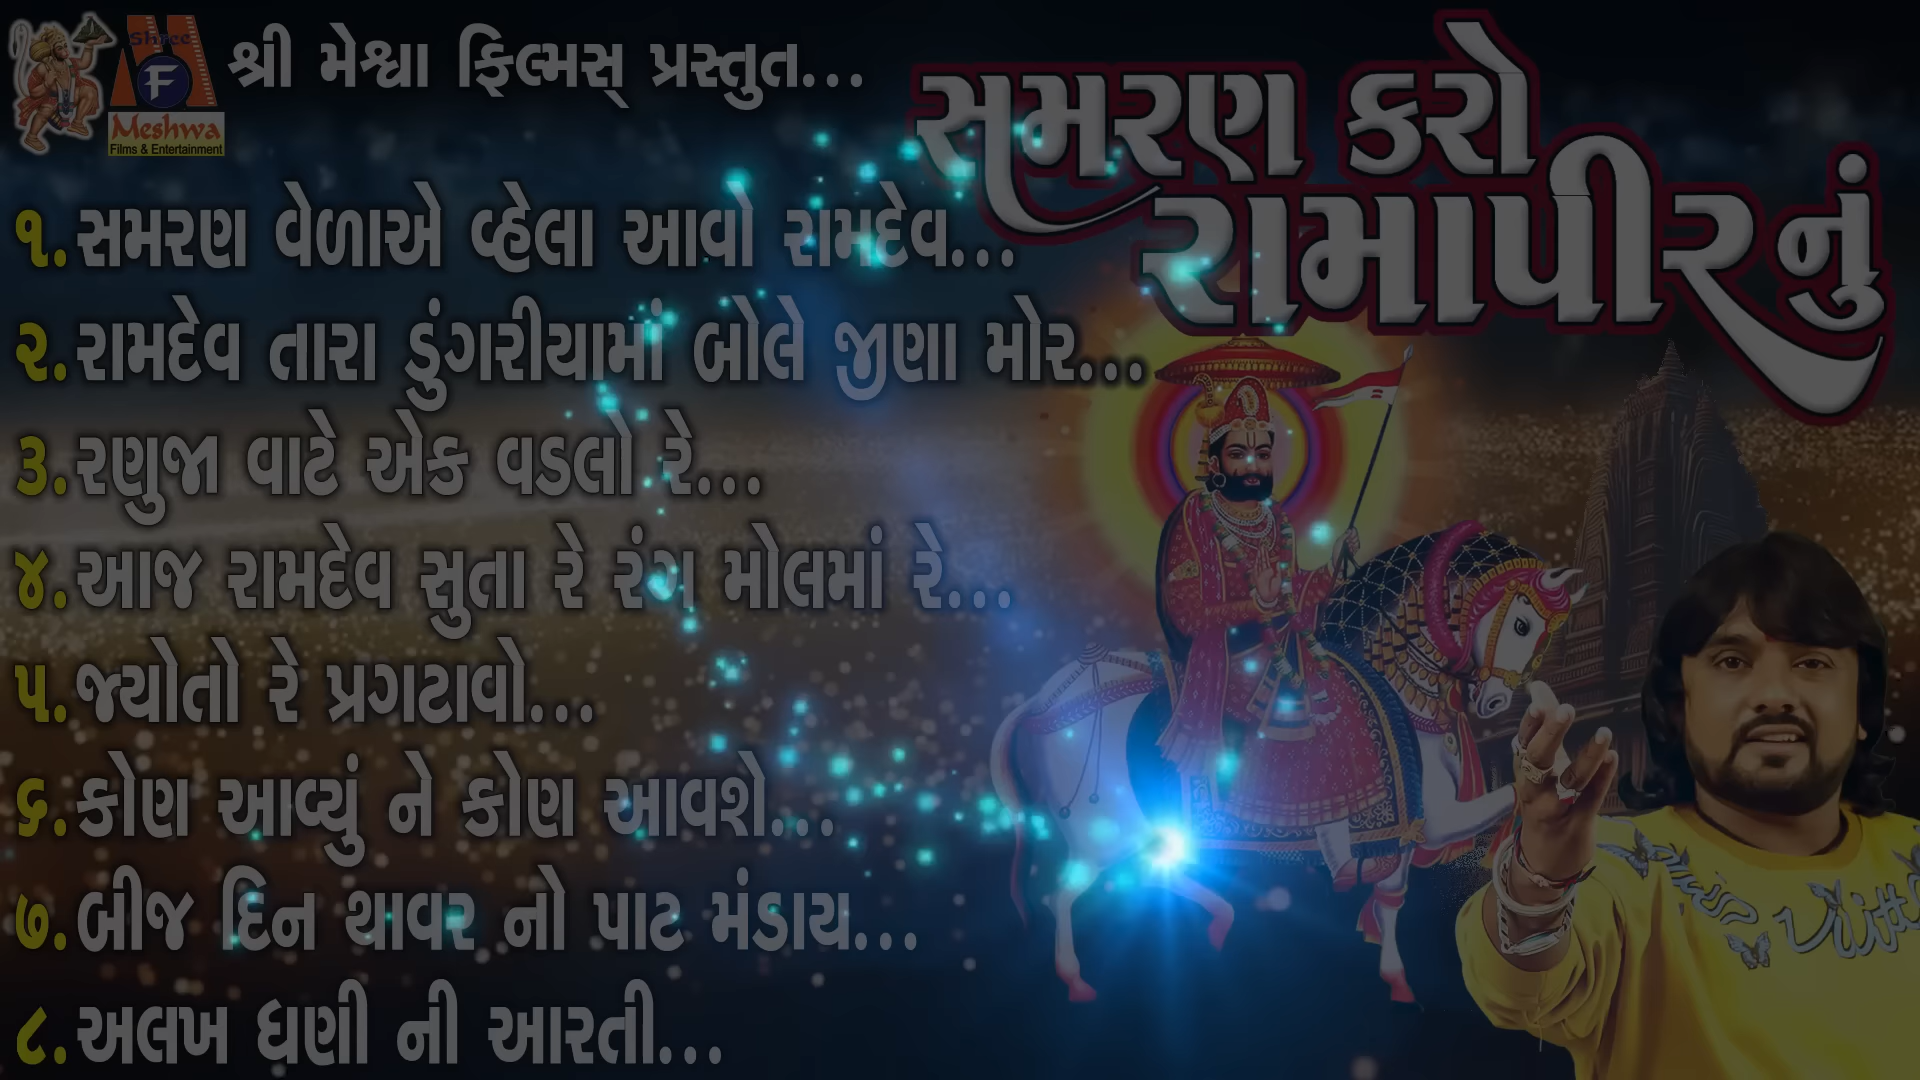 Shree
F
Meshwa
Films & Entertainment
શ્રી મેશ્વા ફિલ્મસ્ પ્રસ્તુત...
સમરણ કરો
રામાપીરનું
૧. સમરણ વેળાએ વ્હેલા આવો રામદેવ...
૨. રામદેવ તારા ડુંગરીયામાં બોલે જીણા મોર...
૩. રણુજા વાટે એક વડલો રે...
૪. આજ રામદેવ સુતા રે રંગ મોલમાં રે...
૫. જ્યોતો રે પ્રગટાવો...
૬. કોણ આવ્યું ને કોણ આવશે...
૭. બીજ દિન થાવર નો પાટ મંડાય...
૮. અલખ ધણી ની આરતી...